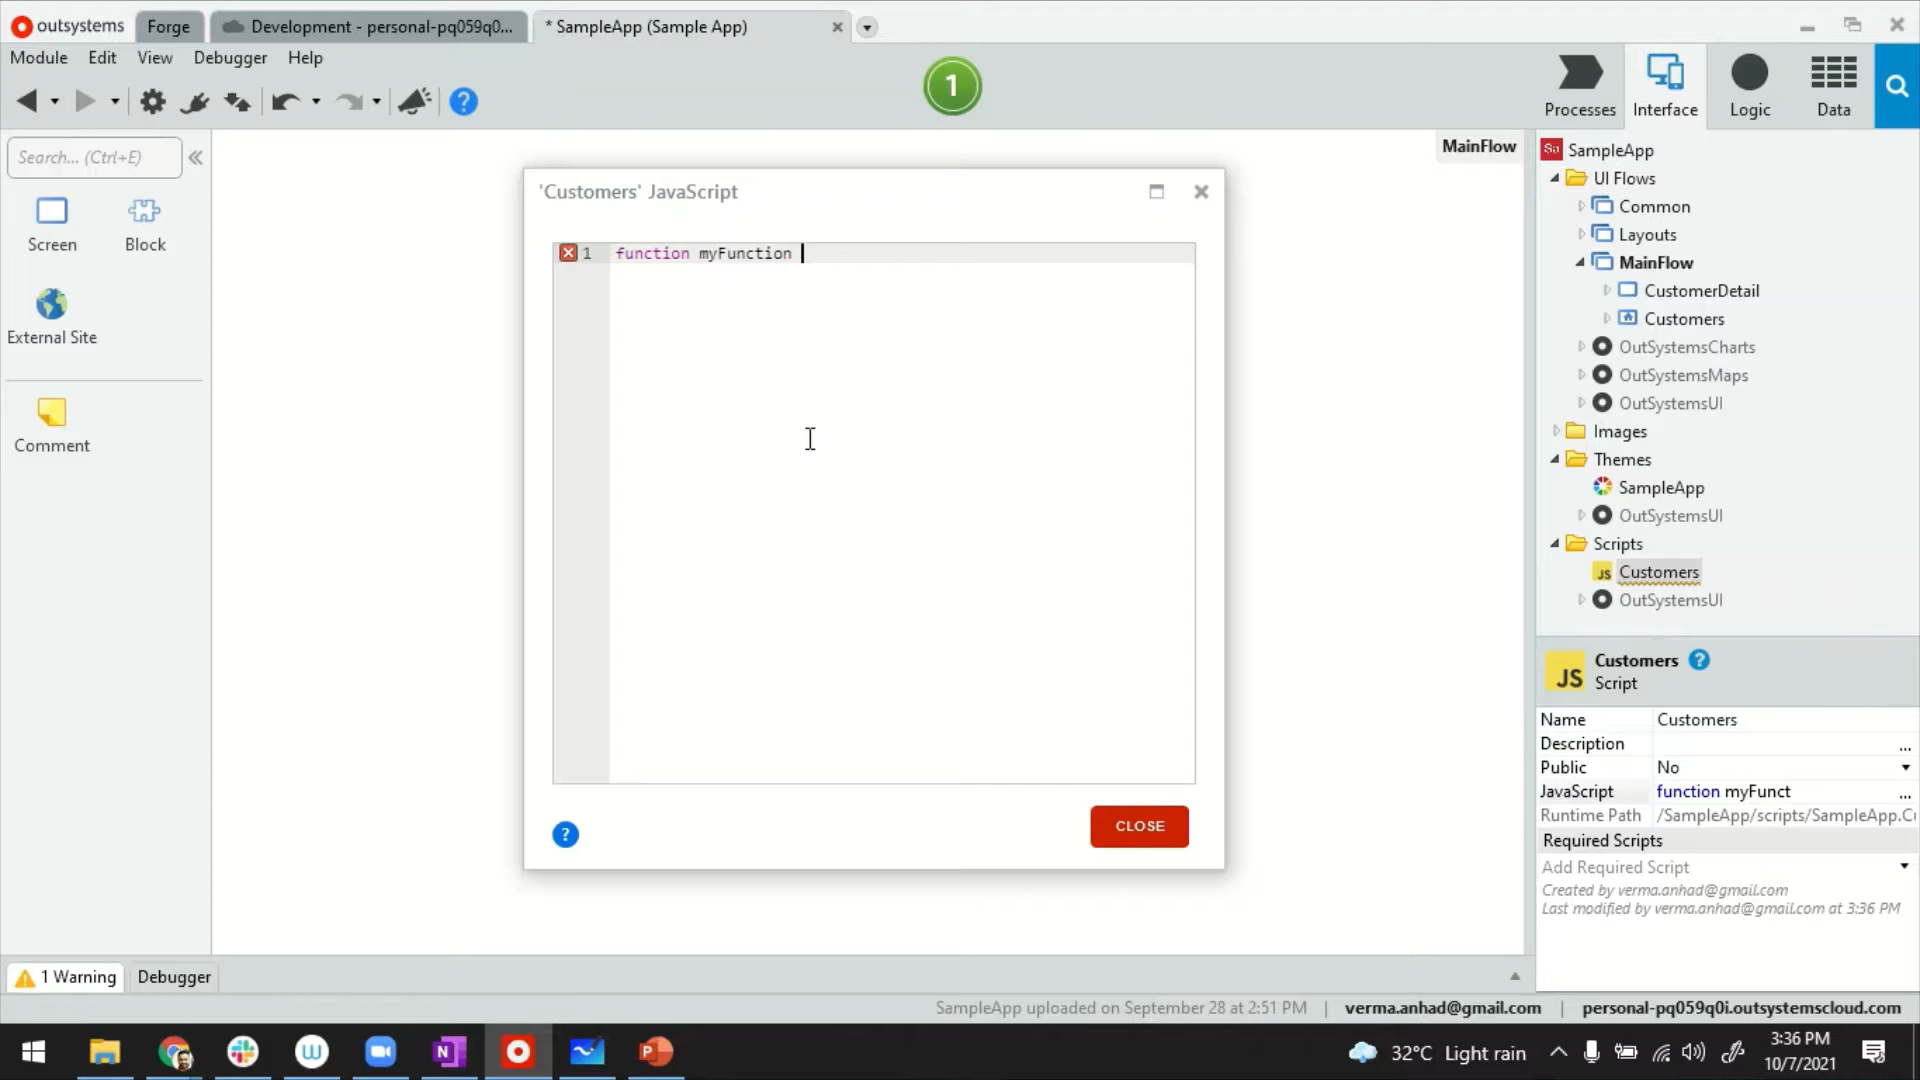 outsystems
Forge
Development - personal-pq059q0...
* SampleApp (Sample App)
Module Edit View Debugger Help
1
Processes Interface Logic Data
Search... (Ctrl+E)
Screen
Block
External Site
Comment
MainFlow
'Customers' JavaScript
1 function myFunction
?
CLOSE
Su SampleApp
UI Flows
Common
Layouts
MainFlow
CustomerDetail
Customers
OutSystemsCharts
OutSystemsMaps
OutSystemsUI
Images
Themes
SampleApp
OutSystemsUI
Scripts
JS Customers
OutSystemsUI
JS Customers ?
Script
Name Customers
Description ...
Public No
JavaScript function myFunct ...
Runtime Path /SampleApp/scripts/SampleApp.Cu
Required Scripts
Add Required Script
Created by verma.anhad@gmail.com
Last modified by verma.anhad@gmail.com at 3:36 PM
1 Warning Debugger
SampleApp uploaded on September 28 at 2:51 PM | verma.anhad@gmail.com | personal-pq059q0i.outsystemscloud.com
32°C Light rain
3:36 PM
10/7/2021